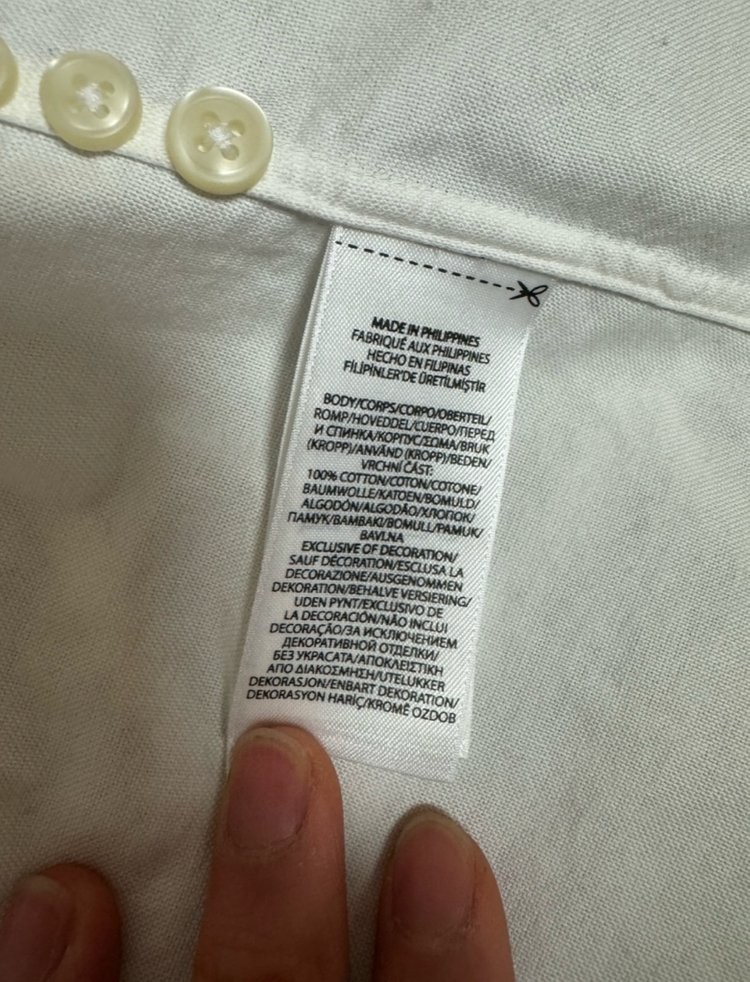 MADE IN PHILIPPINES
FABRIQUÉ AUX PHILIPPINES
HECHO EN FILIPINAS
FİLİPİNLER'DE ÜRETİLMİŞTİR
BODY/CORPS/CORPO/OBERTEIL/
ROMP/HOVEDDEL/CUERPO/ПЕРЕД
И СПИНКА/КОРПУС/ΣΩΜΑ/BRUK
(KROPP)/ANVÄND (KROPP)/BEDEN/
VRCHNÍ ČÁST:
100% COTTON/COTON/COTONE/
BAUMWOLLE/KATOEN/BOMULD/
ALGODÓN/ALGODÃO/ХЛОПОК/
ПАМУК/BAMBAKI/BOMULL/PAMUK/
BAVLNA
EXCLUSIVE OF DECORATION/
SAUF DÉCORATION/ESCLUSA LA
DECORAZIONE/AUSGENOMMEN
DEKORATION/BEHALVE VERSIERING/
UDEN PYNT/EXCLUSIVO DE
LA DECORACIÓN/NÃO INCLUI
DECORAÇÃO/ЗА ИСКЛЮЧЕНИЕМ
ДЕКОРАТИВНОЙ ОТДЕЛКИ/
БЕЗ УКРАСАТА/ΑΠΟΚΛΕΙΣΤΙΚΗ
ΑΠΟ ΔΙΑΚΟΣΜΗΣΗ/UTELUKKER
DEKORASJON/ENBART DEKORATION/
DEKORASYON HARİÇ/KROMĚ OZDOB